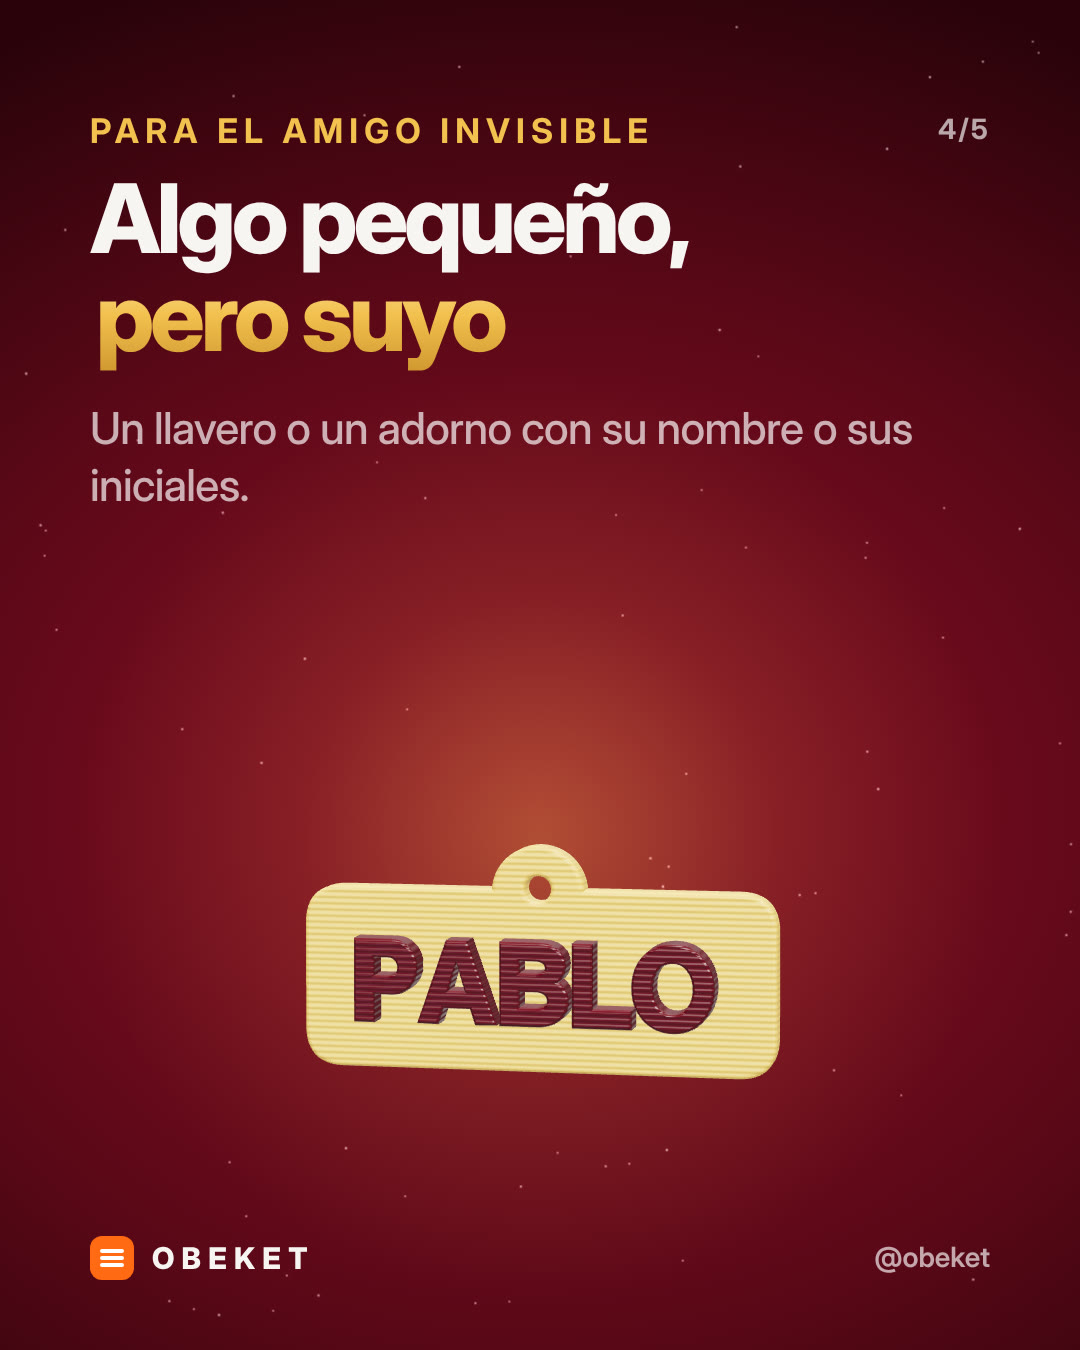 PARA EL AMIGO INVISIBLE
4/5
Algo pequeño,
pero suyo
Un llavero o un adorno con su nombre o sus
iniciales.
PABLO
OBEKET
@obeket